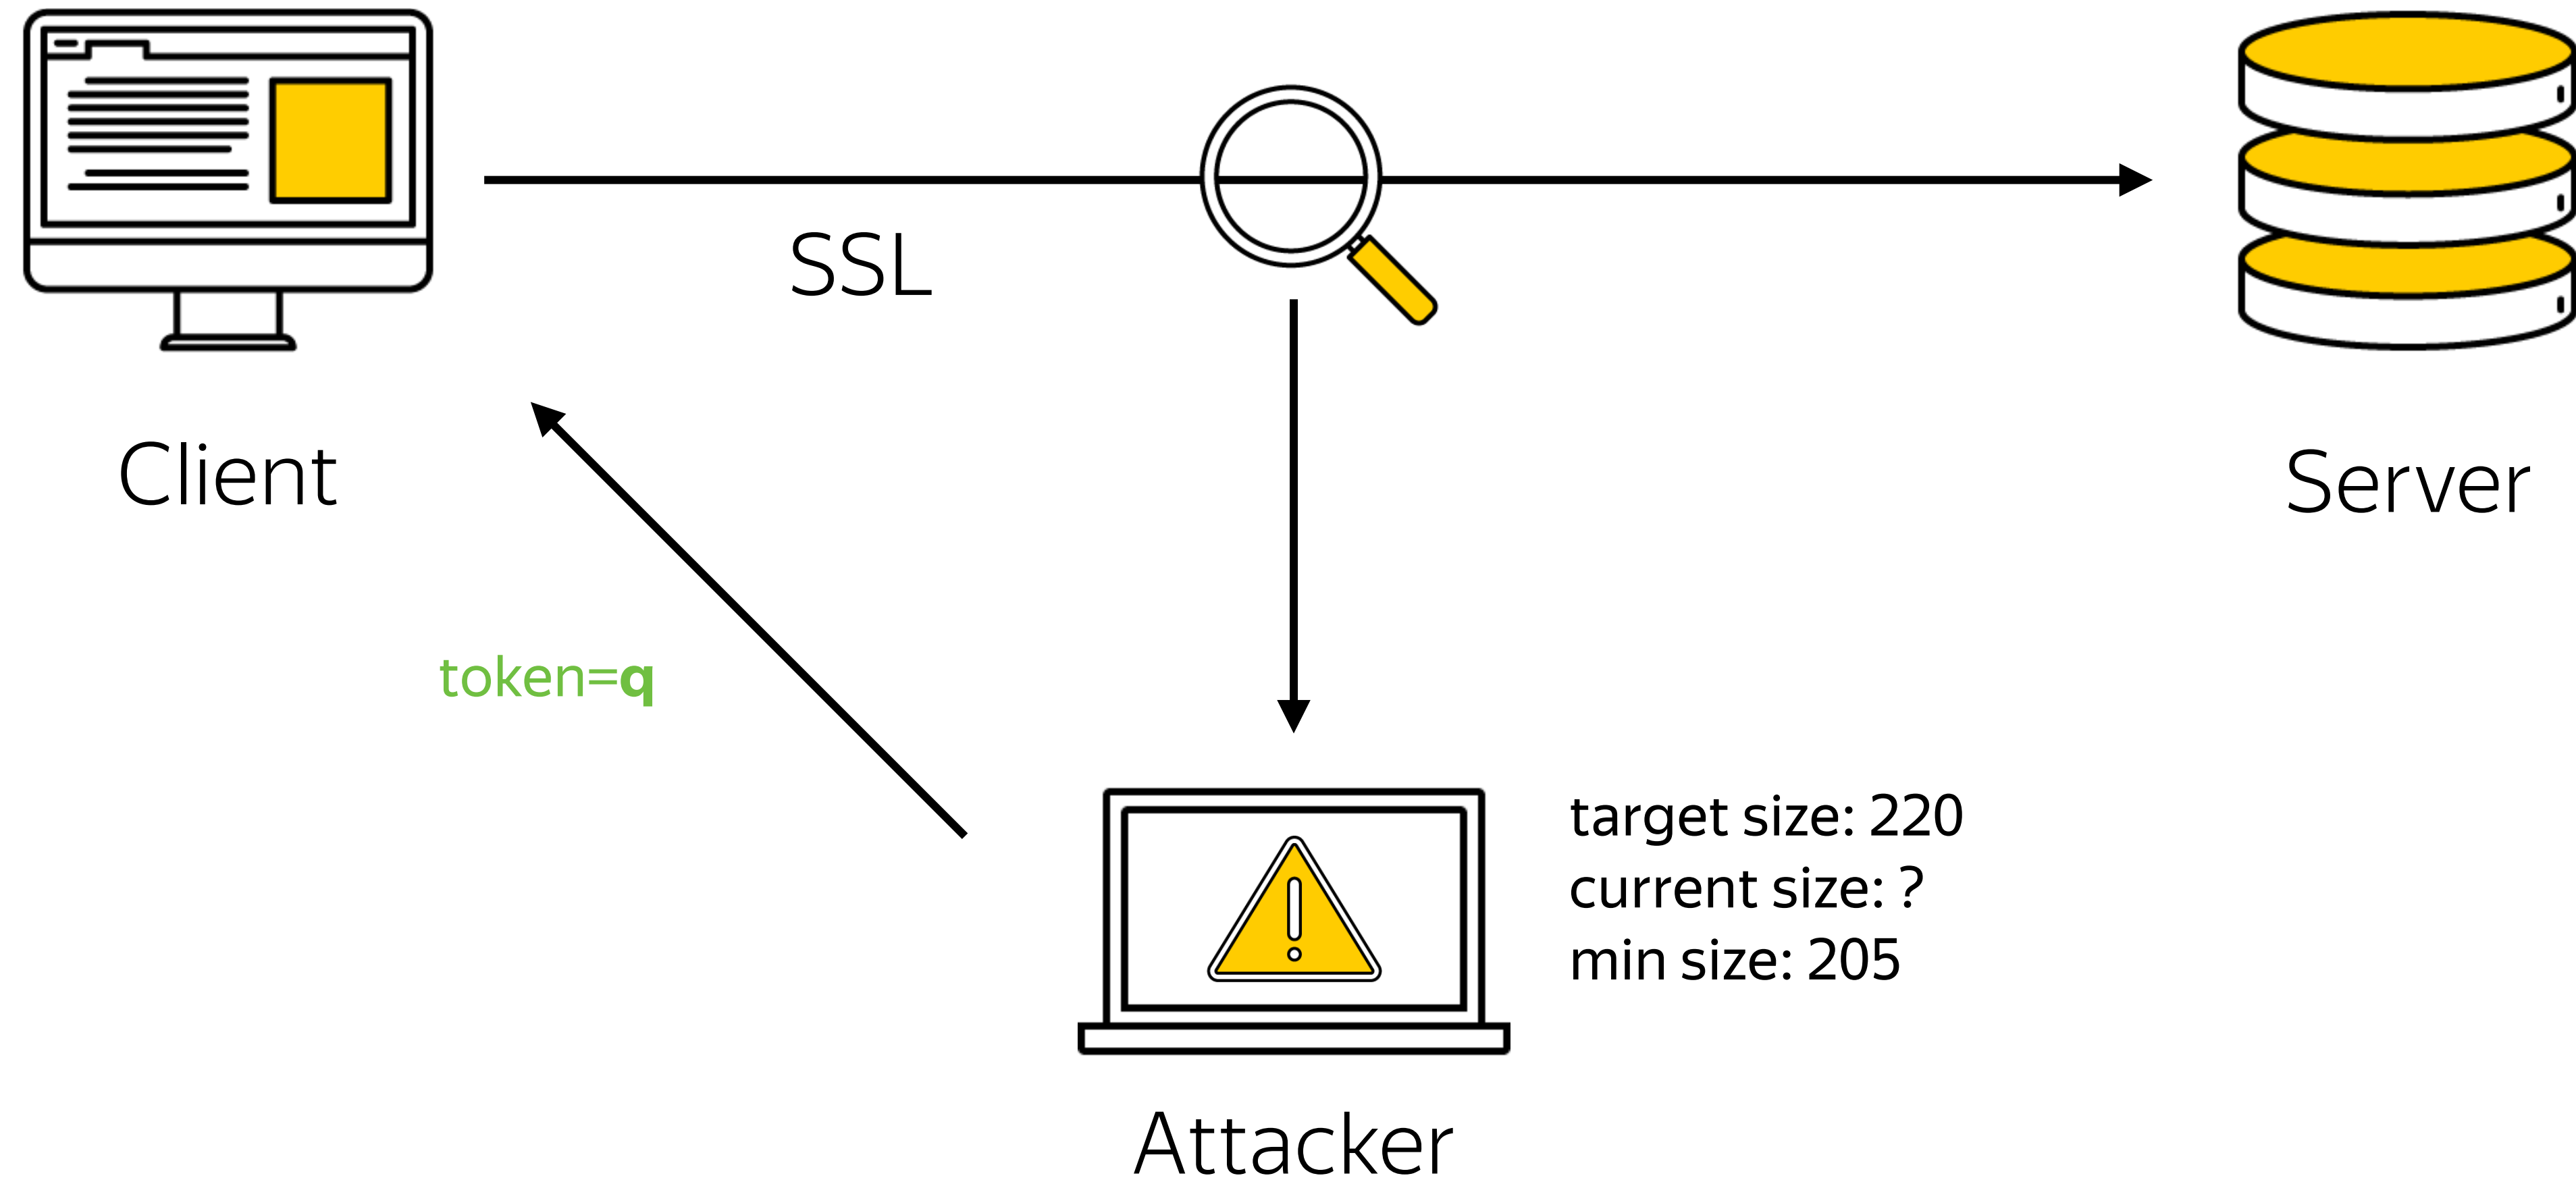 SSL
Client
Server
token=q
target size: 220
current size: ?
min size: 205
Attacker